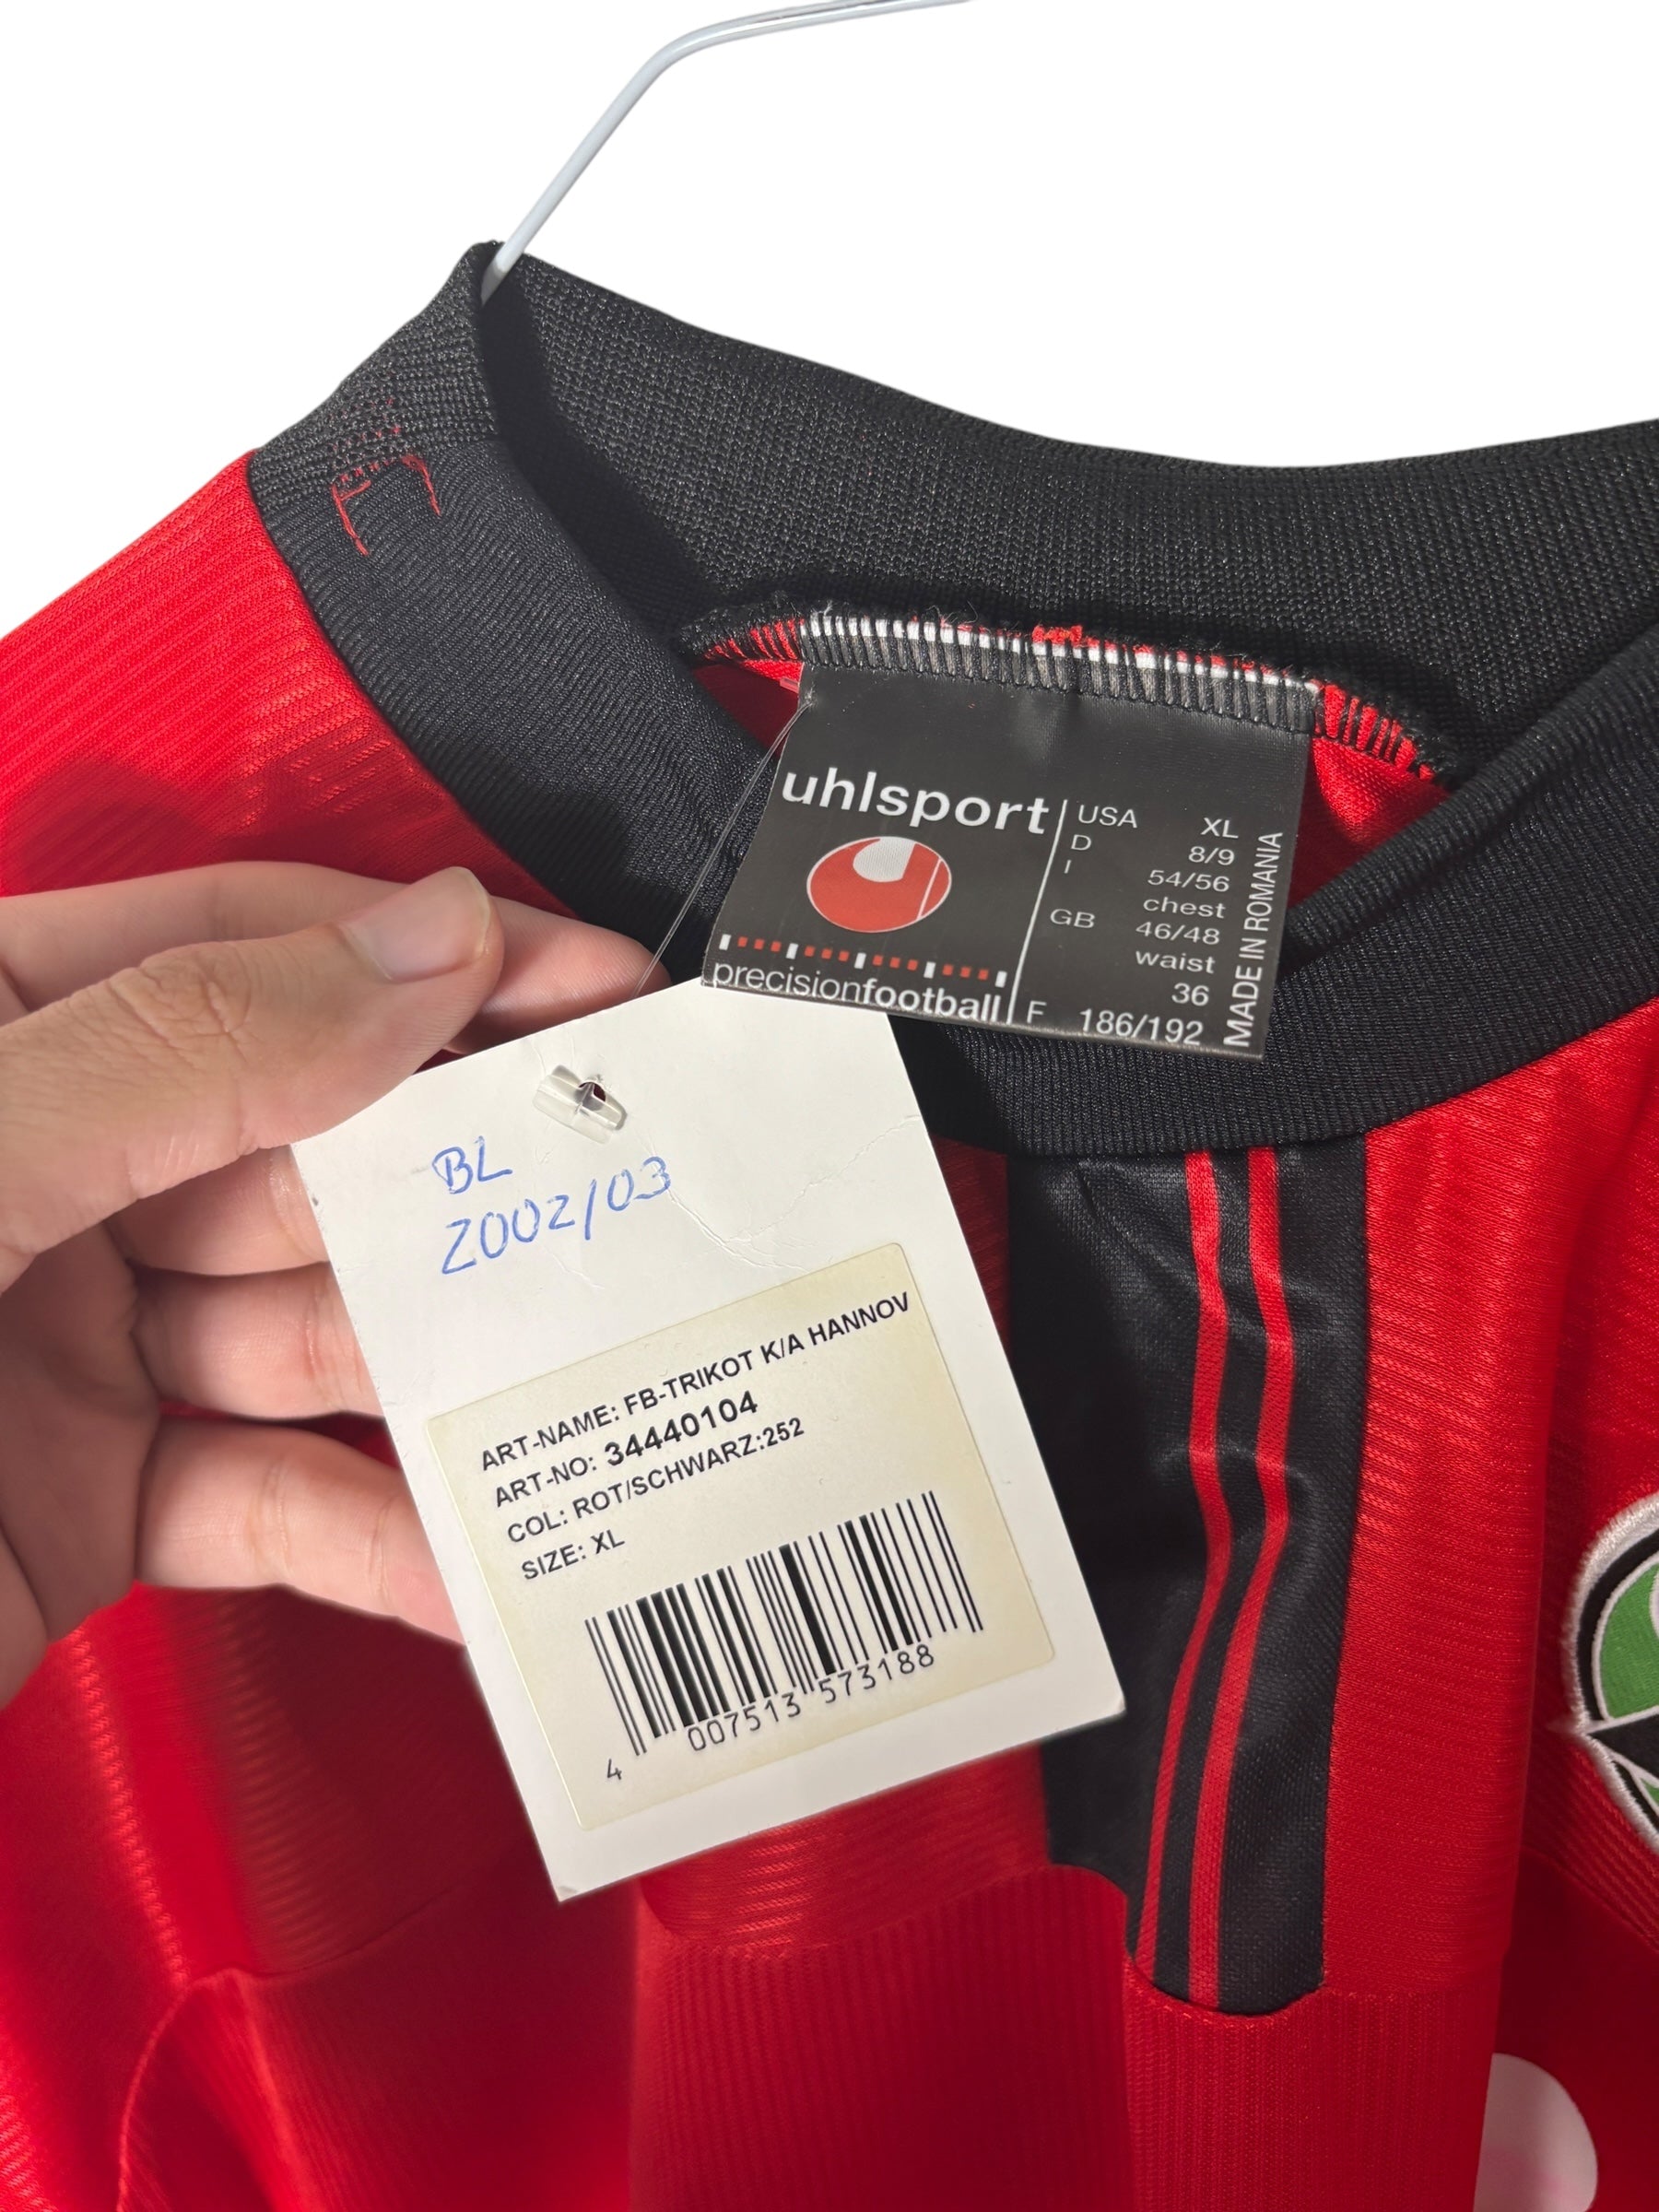 uhlsport
precisionfootball
USA XL
D 8/9
I 54/56
chest
GB 46/48
waist
36
F 186/192
MADE IN ROMANIA
BL
2002/03
ART-NAME: FB-TRIKOT K/A HANNOV
ART-NO: 34440104
COL: ROT/SCHWARZ:252
SIZE: XL
4 007513 573188